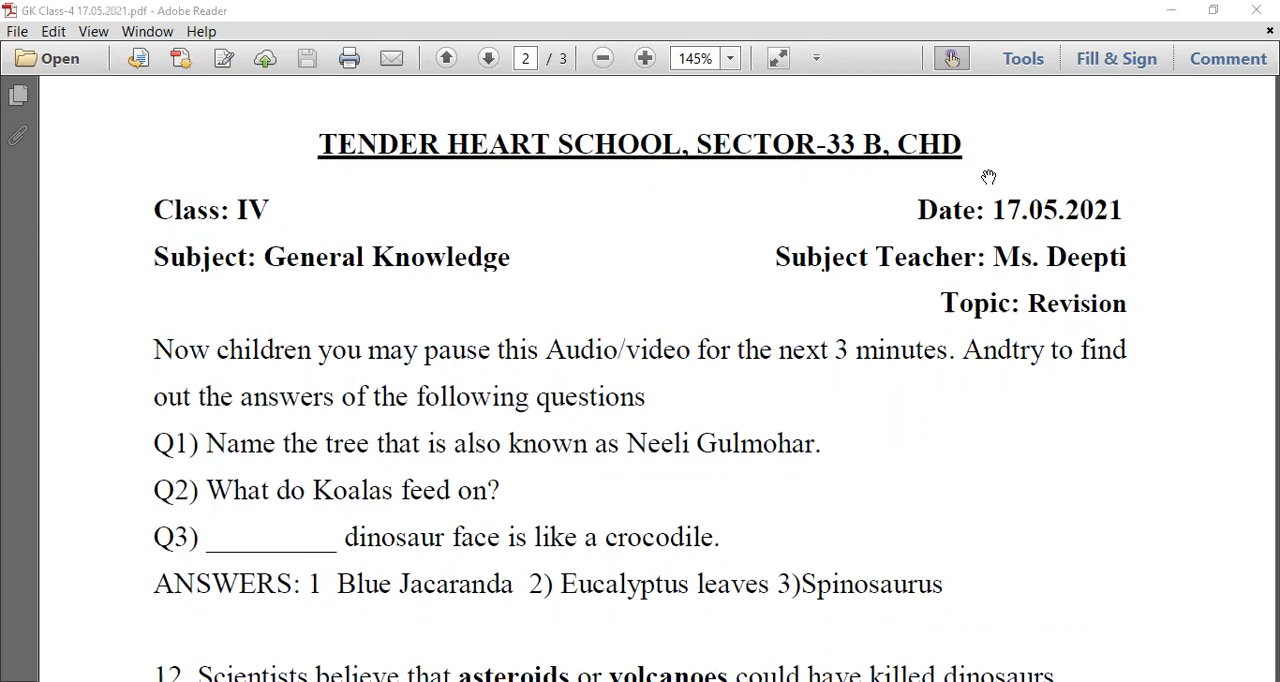 GK Class-4 17.05.2021.pdf - Adobe Reader
File Edit View Window Help
Open 2 / 3 145% Tools Fill & Sign Comment
TENDER HEART SCHOOL, SECTOR-33 B, CHD
Class: IV Date: 17.05.2021
Subject: General Knowledge Subject Teacher: Ms. Deepti
Topic: Revision
Now children you may pause this Audio/video for the next 3 minutes. Andtry to find
out the answers of the following questions
Q1) Name the tree that is also known as Neeli Gulmohar.
Q2) What do Koalas feed on?
Q3) __________ dinosaur face is like a crocodile.
ANSWERS: 1 Blue Jacaranda 2) Eucalyptus leaves 3)Spinosaurus
12. Scientists believe that asteroids or volcanoes could have killed dinosaurs